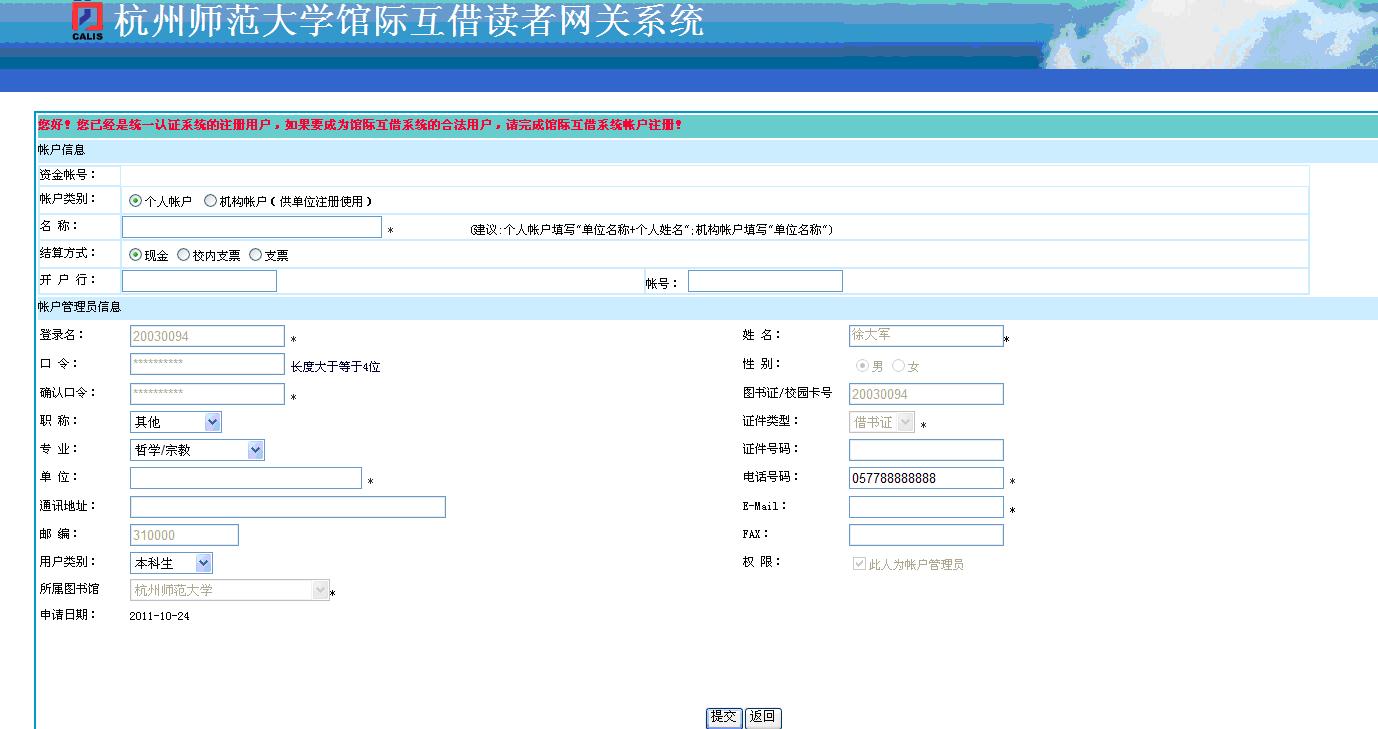 CALIS
杭州师范大学馆际互借读者网关系统
您好！您已经是统一认证系统的注册用户，如果要成为馆际互借系统的合法用户，请完成馆际互借系统帐户注册！
帐户信息
资金帐号：
帐户类别： 个人帐户 机构帐户（供单位注册使用）
名 称： * (建议:个人帐户填写"单位名称+个人姓名";机构帐户填写"单位名称")
结算方式： 现金 校内支票 支票
开 户 行： 帐号：
帐户管理员信息
登录名： 20030094 * 姓 名： 徐大军 *
口 令： ********** 长度大于等于4位 性 别： 男 女
确认口令： ********** * 图书证/校园卡号 20030094
职 称： 其他 证件类型： 借书证 *
专 业： 哲学/宗教 证件号码：
单 位： * 电话号码： 057788888888 *
通讯地址： E-Mail： *
邮 编： 310000 FAX：
用户类别： 本科生 权 限： 此人为帐户管理员
所属图书馆 杭州师范大学 *
申请日期： 2011-10-24
提交 返回